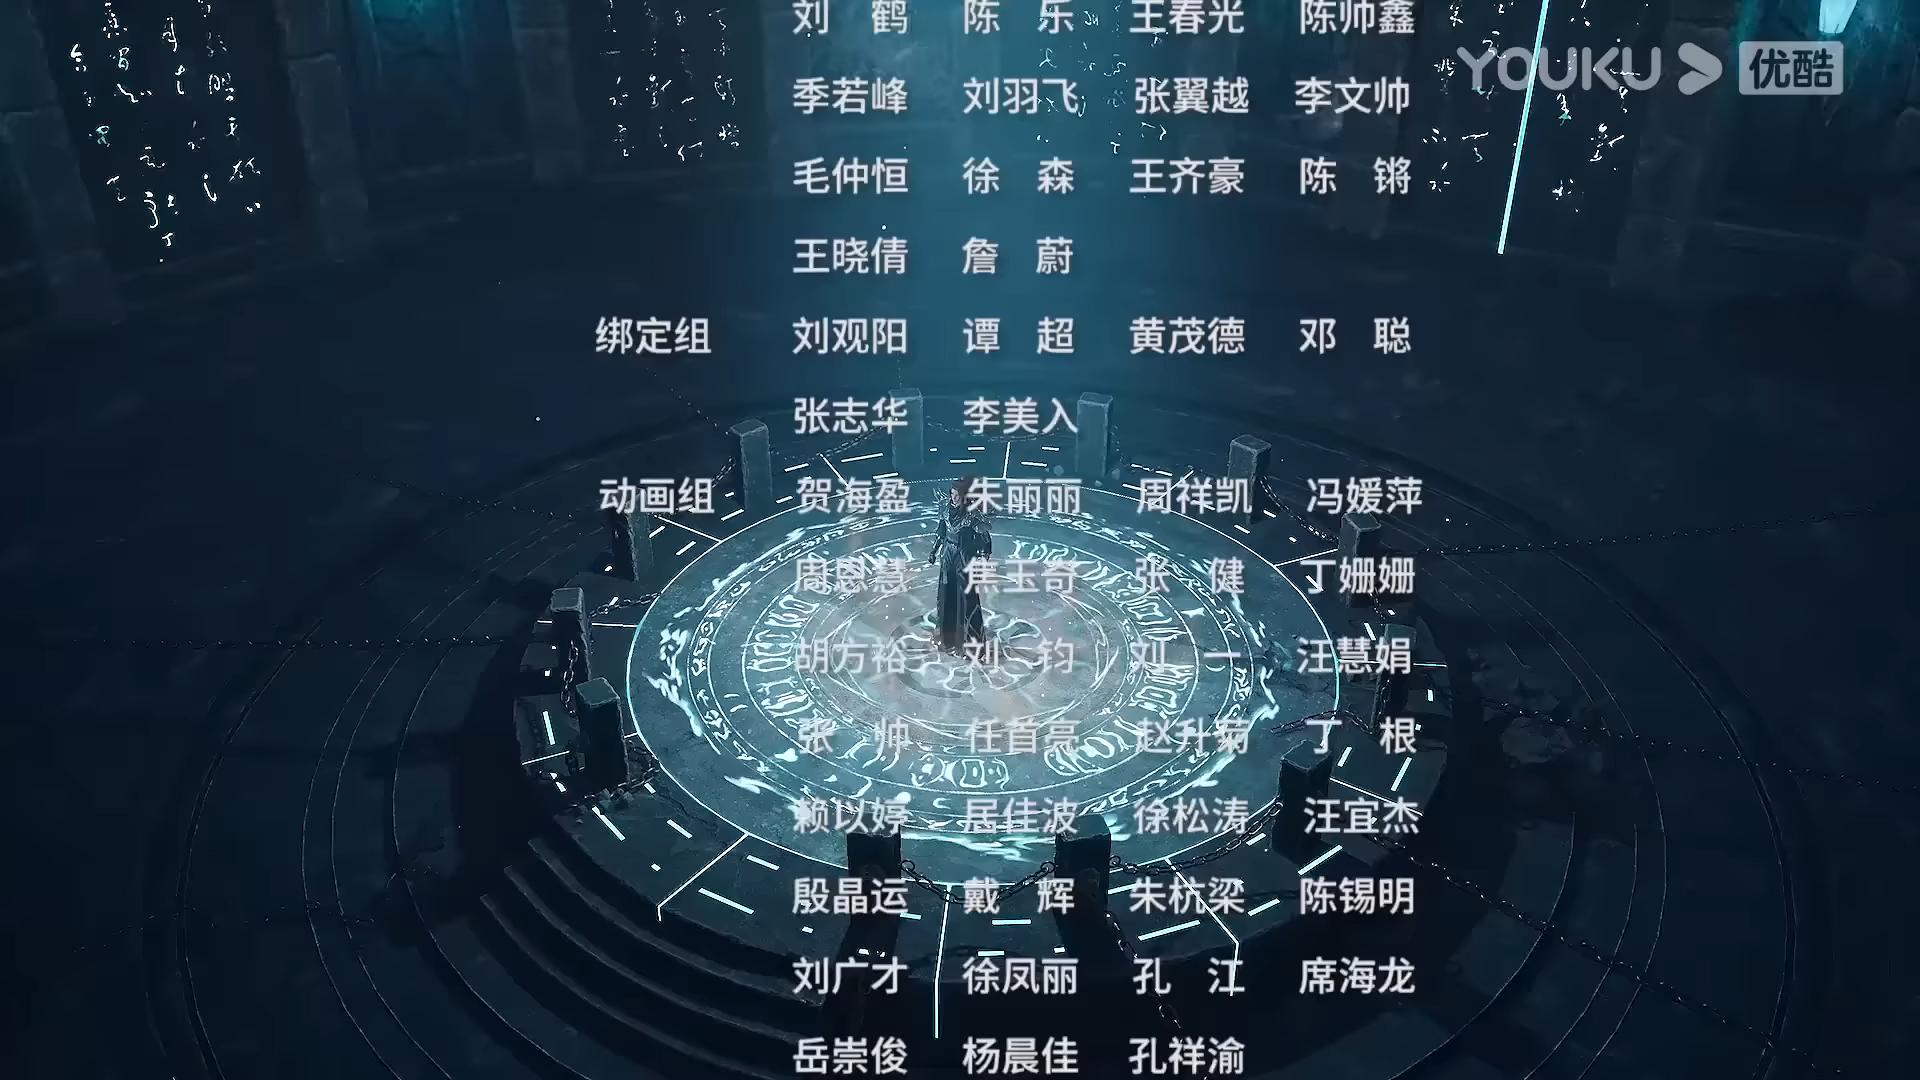 刘　鹤 陈　乐 王春光 陈帅鑫
YOUKU 优酷
季若峰 刘羽飞 张翼越 李文帅
毛仲恒 徐　森 王齐豪 陈　锵
王晓倩 詹　蔚
绑定组 刘观阳 谭　超 黄茂德 邓　聪
张志华 李美入
动画组 贺海盈 朱丽丽 周祥凯 冯媛萍
周恩慧 焦玉奇 张　健 丁姗姗
胡方裕 刘　钧 刘　一 汪慧娟
张　帅 任首亮 赵升菊 丁　根
赖以婷 居佳波 徐松涛 汪宜杰
殷晶运 戴　辉 朱杭梁 陈锡明
刘广才 徐凤丽 孔　江 席海龙
岳崇俊 杨晨佳 孔祥渝